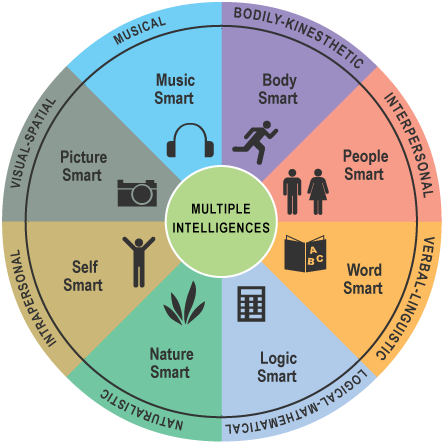 MUSICAL
BODILY-KINESTHETIC
INTERPERSONAL
VERBAL-LINGUISTIC
LOGICAL-MATHEMATICAL
NATURALISTIC
INTRAPERSONAL
VISUAL-SPATIAL
Music
Smart
Body
Smart
People
Smart
A
B C
Word
Smart
Logic
Smart
Nature
Smart
Self
Smart
Picture
Smart
MULTIPLE
INTELLIGENCES